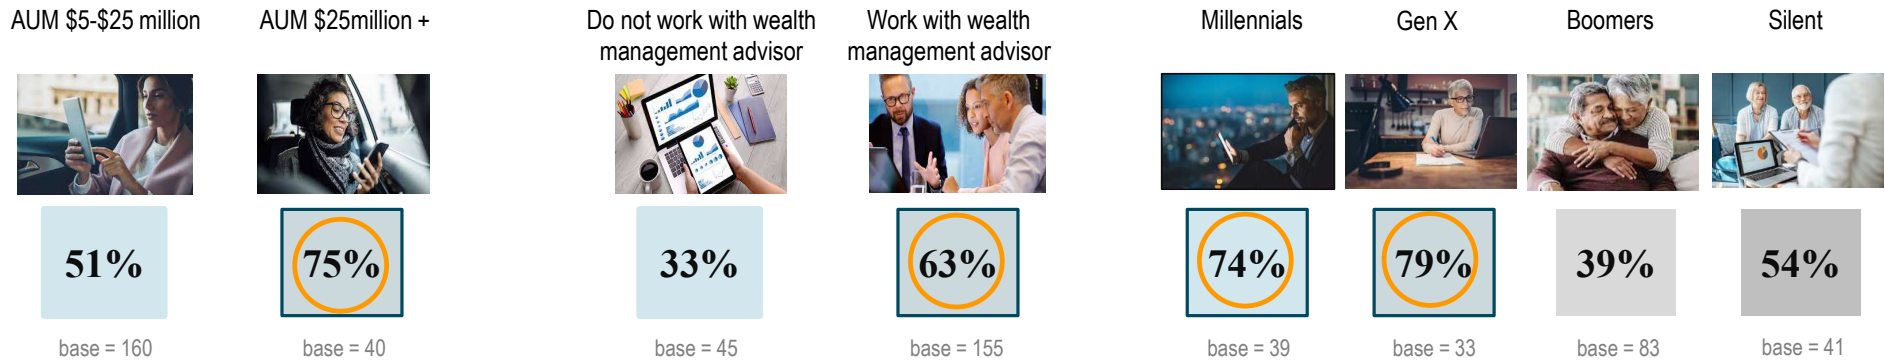 AUM $5-$25 million
AUM $25million +
Do not work with wealth
management advisor
Work with wealth
management advisor
Millennials
Gen X
Boomers
Silent
51%
75%
33%
63%
74%
79%
39%
54%
base = 160
base = 40
base = 45
base = 155
base = 39
base = 33
base = 83
base = 41